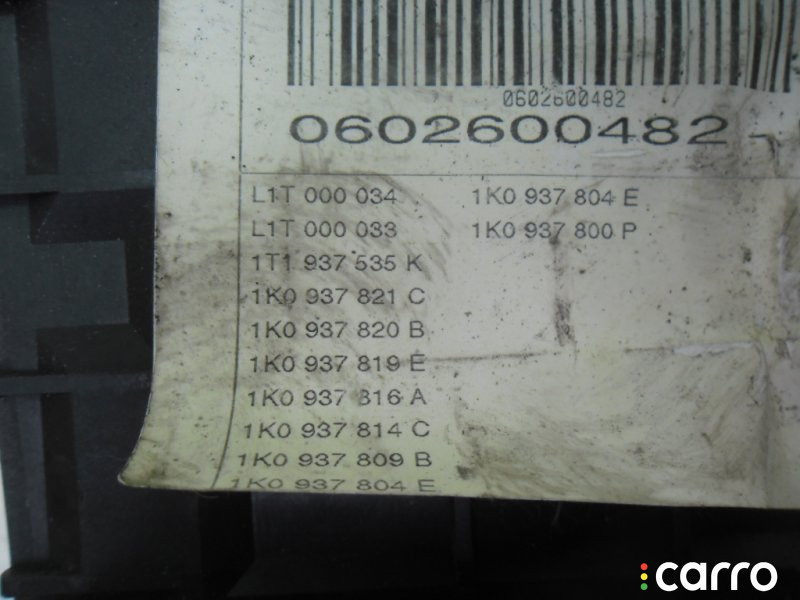 0602600482
0602600482-
L1T 000 034 1K0 937 804 E
L1T 000 033 1K0 937 800 P
1T1 937 535 K
1K0 937 821 C
1K0 937 820 B
1K0 937 819 E
1K0 937 816 A
1K0 937 814 C
1K0 937 809 B
1K0 937 804 E
carro